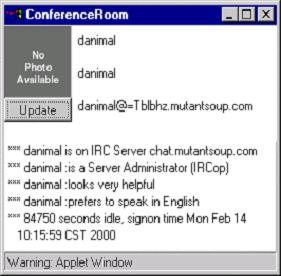 ConferenceRoom
No
Photo
Available
danimal
danimal
Update
danimal@=Tblbhz.mutantsoup.com
*** danimal is on IRC Server chat.mutantsoup.com
*** danimal :is a Server Administrator (IRCop)
*** danimal :looks very helpful
*** danimal :prefers to speak in English
*** 84750 seconds idle, signon time Mon Feb 14
10:15:59 CST 2000
Warning: Applet Window